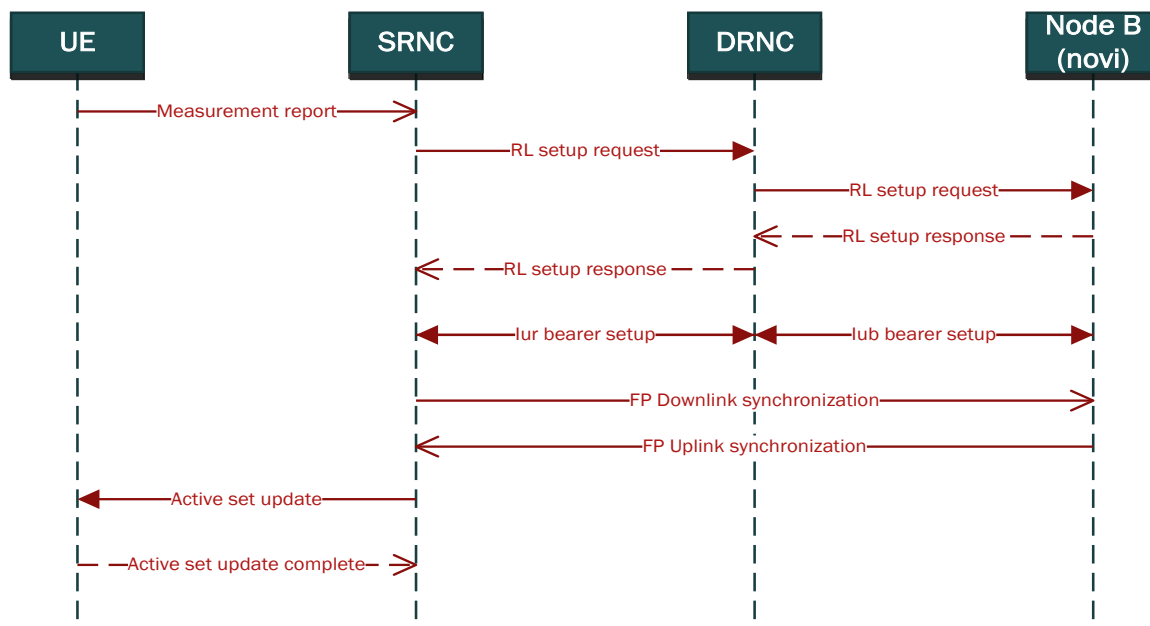 UE
SRNC
DRNC
Node B
(novi)
Measurement report
RL setup request
RL setup request
RL setup response
RL setup response
Iur bearer setup
Iub bearer setup
FP Downlink synchronization
FP Uplink synchronization
Active set update
Active set update complete